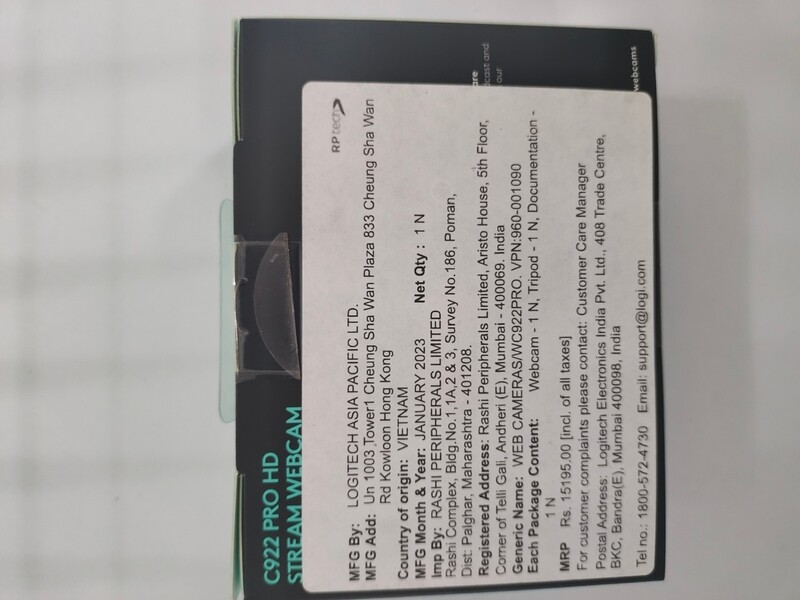 C922 PRO HD
STREAM WEBCAM
RP tech
MFG By: LOGITECH ASIA PACIFIC LTD.
MFG Add: Un 1003 ,Tower1 Cheung Sha Wan Plaza 833 Cheung Sha Wan
Rd Kowloon Hong Kong
Country of origin: VIETNAM
MFG Month & Year: JANUARY 2023 Net Qty : 1 N
Imp By: RASHI PERIPHERALS LIMITED
Rashi Complex, Bldg.No.1,1A,2 & 3, Survey No.186, Poman,
Dist: Palghar, Maharashtra - 401208.
Registered Address: Rashi Peripherals Limited, Aristo House, 5th Floor,
Corner of Telli Gali, Andheri (E), Mumbai - 400069. India
Generic Name: WEB CAMERAS/WC922PRO. VPN:960-001090
Each Package Content: Webcam - 1 N, Tripod - 1 N, Documentation -
1 N
MRP Rs. 15195.00 [incl. of all taxes]
For customer complaints please contact: Customer Care Manager
Postal Address: Logitech Electronics India Pvt. Ltd., 408 Trade Centre,
BKC, Bandra(E), Mumbai 400098, India
Tel no.: 1800-572-4730 Email: support@logi.com
webcams